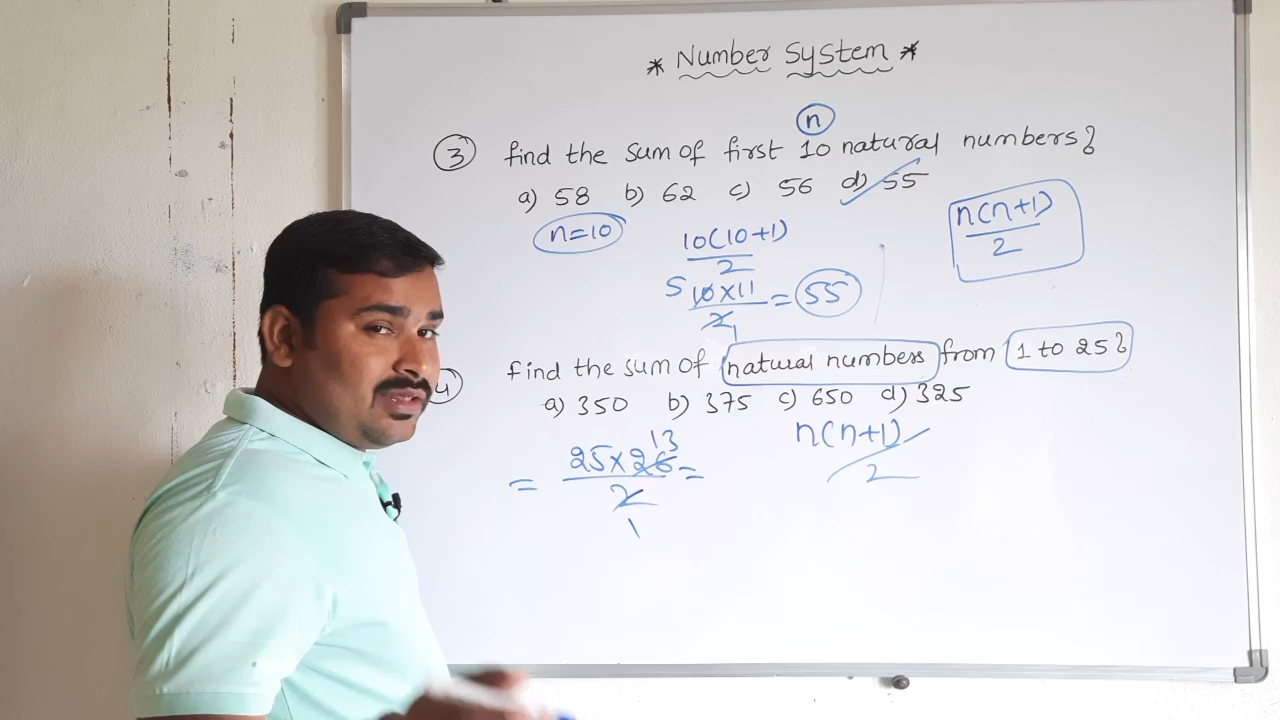 * Number System *
n
③ find the sum of first 10 natural numbers?
a) 58 b) 62 c) 56 d) 55
n=10
10(10+1)
2
n(n+1)
2
5 10 x 11 = 55
2 1
④ find the sum of natural numbers from 1 to 25?
a) 350 b) 375 c) 650 d) 325
n(n+1)
2
13
= 25 x 26 =
2
1